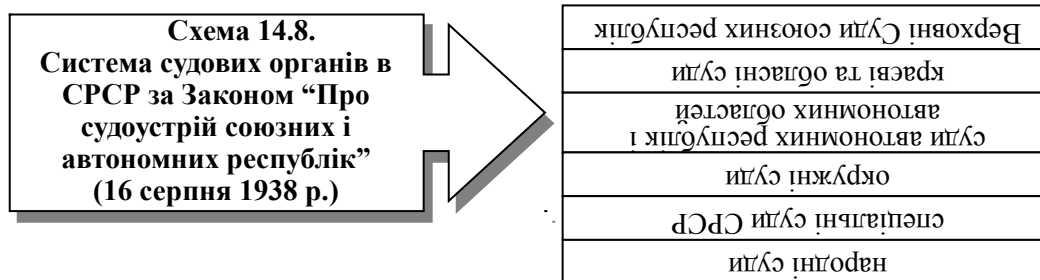 Схема 14.8.
Система судових органів в
СРСР за Законом “Про
судоустрій союзних і
автономних республік”
(16 серпня 1938 р.)
народні суди
спеціальні суди СРСР
окружні суди
суди автономних республік і
автономних областей
краєві та обласні суди
Верховні Суди союзних республік